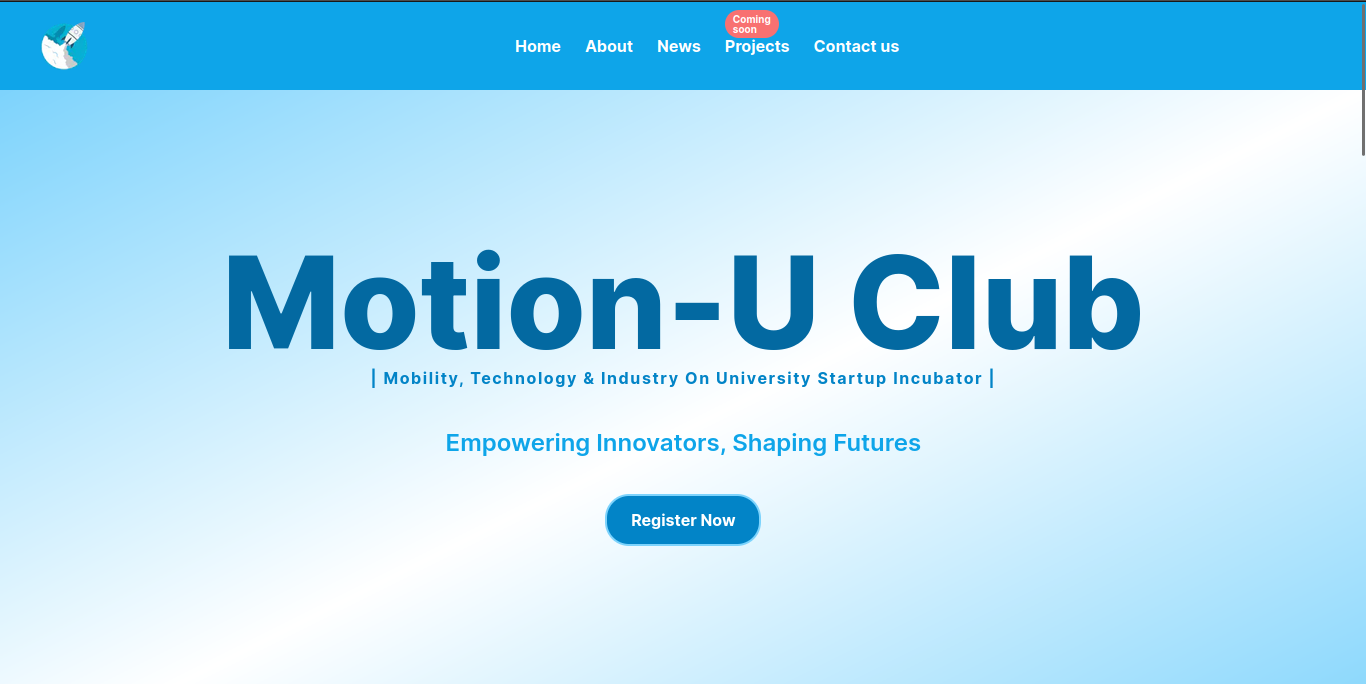 Coming
soon
Home About News Projects Contact us
Motion-U Club
| Mobility, Technology & Industry On University Startup Incubator |
Empowering Innovators, Shaping Futures
Register Now